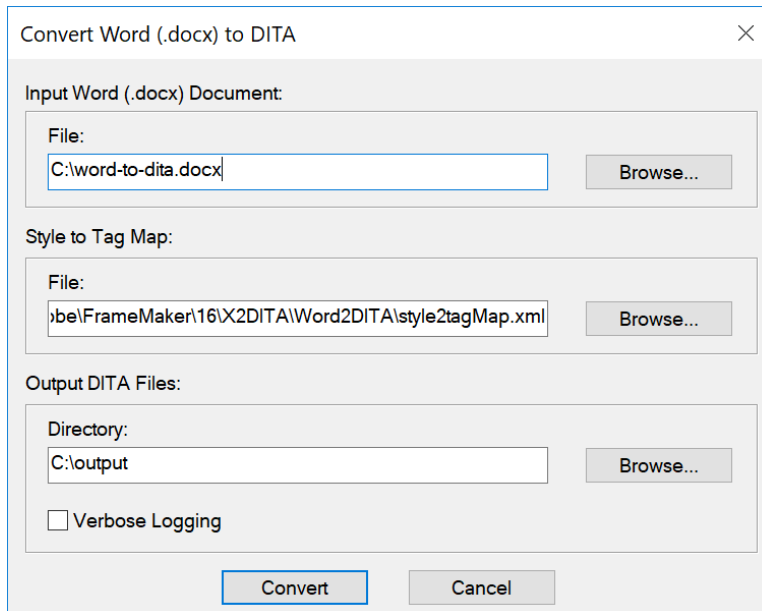 Convert Word (.docx) to DITA
Input Word (.docx) Document:
File:
C:\word-to-dita.docx
Browse...
Style to Tag Map:
File:
be\FrameMaker\16\X2DITA\Word2DITA\style2tagMap.xml
Browse...
Output DITA Files:
Directory:
C:\output
Browse...
Verbose Logging
Convert
Cancel